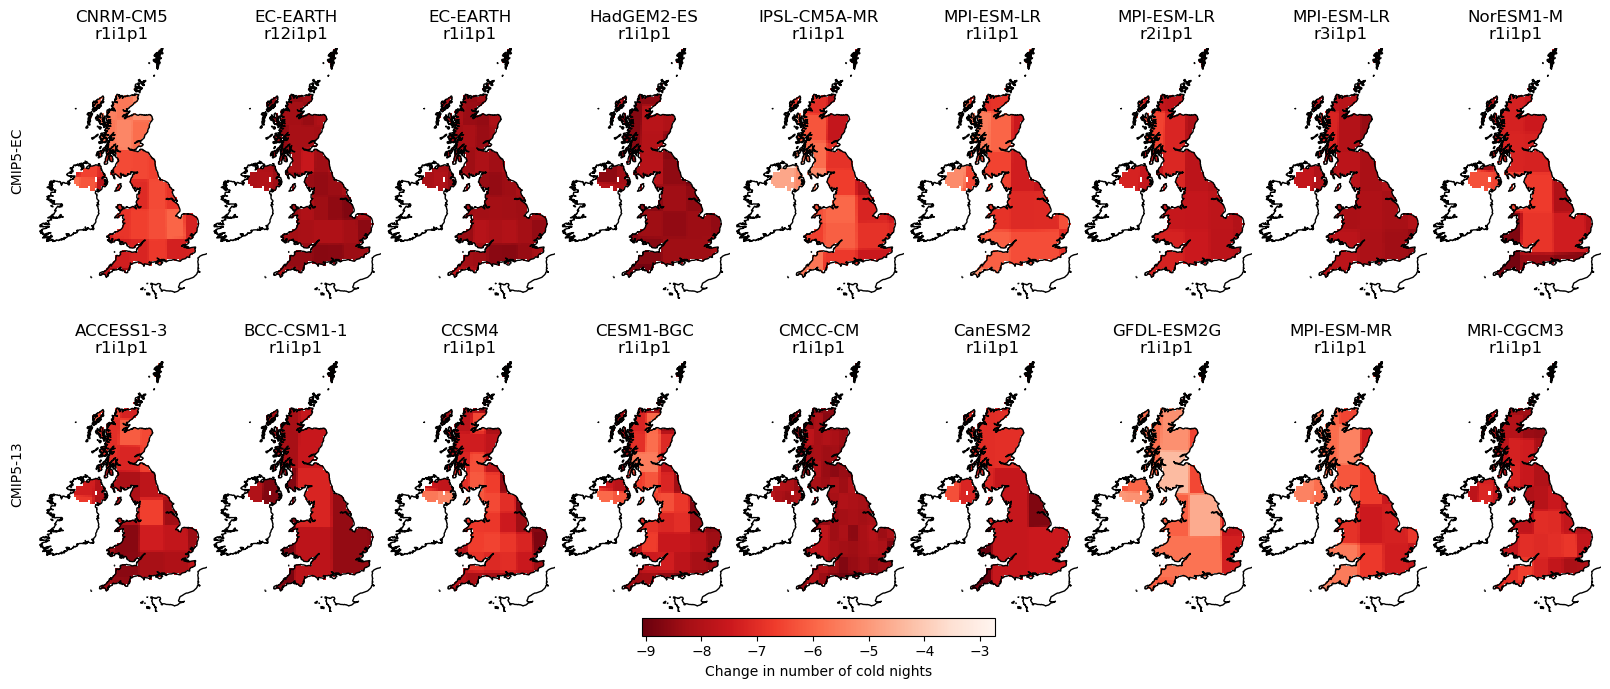 CNRM-CM5 EC-EARTH EC-EARTH HadGEM2-ES IPSL-CM5A-MR MPI-ESM-LR MPI-ESM-LR MPI-ESM-LR NorESM1-M
r1i1p1 r12i1p1 r1i1p1 r1i1p1 r1i1p1 r1i1p1 r2i1p1 r3i1p1 r1i1p1
CMIP5-EC
ACCESS1-3 BCC-CSM1-1 CCSM4 CESM1-BGC CMCC-CM CanESM2 GFDL-ESM2G MPI-ESM-MR MRI-CGCM3
r1i1p1 r1i1p1 r1i1p1 r1i1p1 r1i1p1 r1i1p1 r1i1p1 r1i1p1 r1i1p1
CMIP5-13
−9 −8 −7 −6 −5 −4 −3
Change in number of cold nights